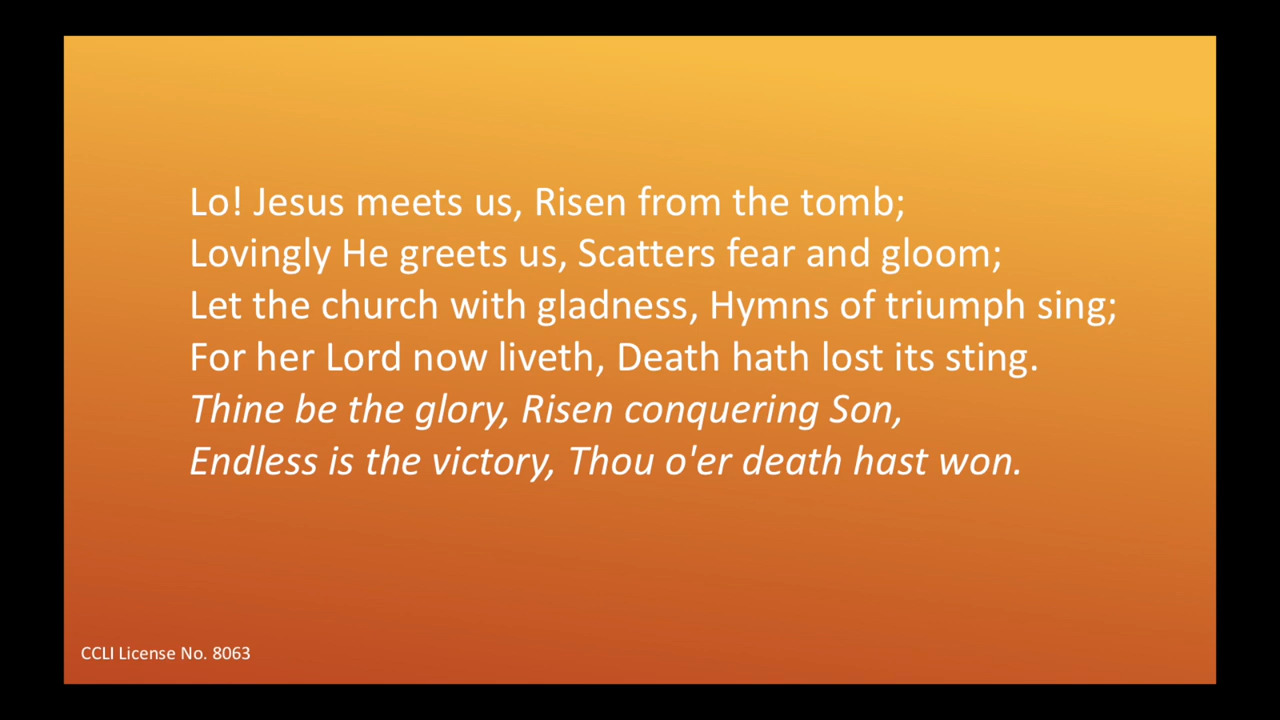 Lo! Jesus meets us, Risen from the tomb;
Lovingly He greets us, Scatters fear and gloom;
Let the church with gladness, Hymns of triumph sing;
For her Lord now liveth, Death hath lost its sting.
Thine be the glory, Risen conquering Son,
Endless is the victory, Thou o'er death hast won.
CCLI License No. 8063